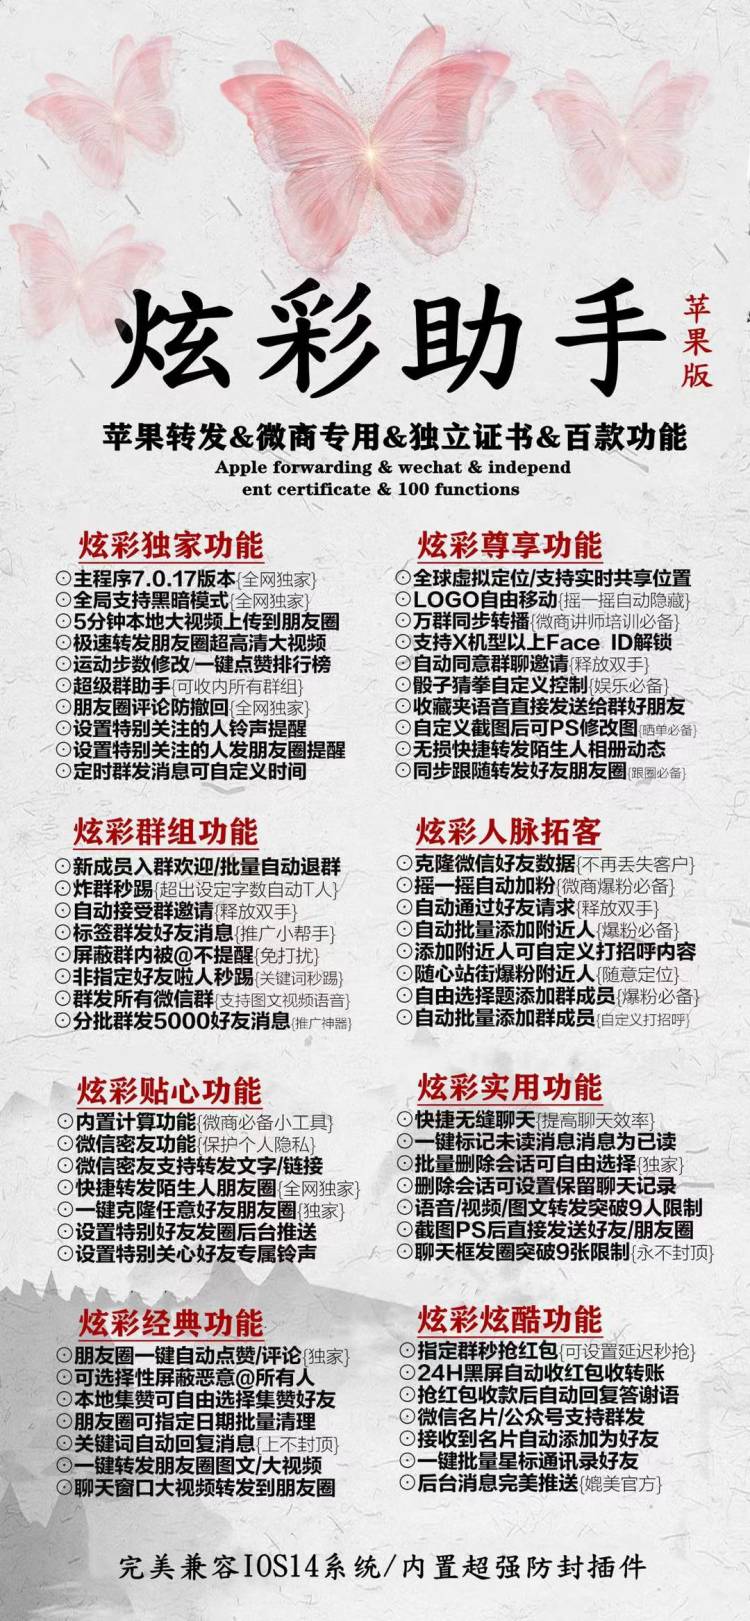 炫彩助手
苹果版
苹果转发&微商专用&独立证书&百款功能
Apple forwarding & wechat & independ
ent certificate & 100 functions
炫彩独家功能
⊙主程序7.0.17版本{全网独家}
⊙全局支持黑暗模式{全网独家}
⊙5分钟本地大视频上传到朋友圈
⊙极速转发朋友圈超高清大视频
⊙运动步数修改/一键点赞排行榜
⊙超级群助手{可收内所有群组}
⊙朋友圈评论防撤回{全网独家}
⊙设置特别关注的人铃声提醒
⊙设置特别关注的人发朋友圈提醒
⊙定时群发消息可自定义时间
炫彩尊享功能
⊙全球虚拟定位/支持实时共享位置
⊙LOGO自由移动{摇一摇自动隐藏}
⊙万群同步转播{微商讲师培训必备}
⊙支持X机型以上Face ID解锁
⊙自动同意群聊邀请{释放双手}
⊙骰子猜拳自定义控制{娱乐必备}
⊙收藏夹语音直接发送给群好朋友
⊙自定义截图后可PS修改图{晒单必备}
⊙无损快捷转发陌生人相册动态
⊙同步跟随转发好友朋友圈{跟圈必备}
炫彩群组功能
⊙新成员入群欢迎/批量自动退群
⊙炸群秒踢{超出设定字数自动T人}
⊙自动接受群邀请{释放双手}
⊙标签群发好友消息{推广小帮手}
⊙屏蔽群内被@不提醒{免打扰}
⊙非指定好友啦人秒踢{关键词秒踢}
⊙群发所有微信群{支持图文视频语音}
⊙分批群发5000好友消息{推广神器}
炫彩人脉拓客
⊙克隆微信好友数据{不再丢失客户}
⊙摇一摇自动加粉{微商爆粉必备}
⊙自动通过好友请求{释放双手}
⊙自动批量添加附近人{爆粉必备}
⊙添加附近人可自定义打招呼内容
⊙随心站街爆粉附近人{随意定位}
⊙自由选择题添加群成员{爆粉必备}
⊙自动批量添加群成员{自定义打招呼}
炫彩贴心功能
⊙内置计算功能{微商必备小工具}
⊙微信密友功能{保护个人隐私}
⊙微信密友支持转发文字/链接
⊙快捷转发陌生人朋友圈{全网独家}
⊙一键克隆任意好友朋友圈{独家}
⊙设置特别好友发圈后台推送
⊙设置特别关心好友专属铃声
炫彩实用功能
⊙快捷无缝聊天{提高聊天效率}
⊙一键标记未读消息消息为已读
⊙批量删除会话可自由选择{独家}
⊙删除会话可设置保留聊天记录
⊙语音/视频/图文转发突破9人限制
⊙截图PS后直接发送好友/朋友圈
⊙聊天框发圈突破9张限制{永不封顶}
炫彩经典功能
⊙朋友圈一键自动点赞/评论{独家}
⊙可选择性屏蔽恶意@所有人
⊙本地集赞可自由选择集赞好友
⊙朋友圈可指定日期批量清理
⊙关键词自动回复消息{上不封顶}
⊙一键转发朋友圈图文/大视频
⊙聊天窗口大视频转发到朋友圈
炫彩炫酷功能
⊙指定群秒抢红包{可设置延迟秒抢}
⊙24H黑屏自动收红包收转账
⊙抢红包收款后自动回复答谢语
⊙微信名片/公众号支持群发
⊙接收到名片自动添加为好友
⊙一键批量星标通讯录好友
⊙后台消息完美推送{媲美官方}
完美兼容IOS14系统/内置超强防封插件